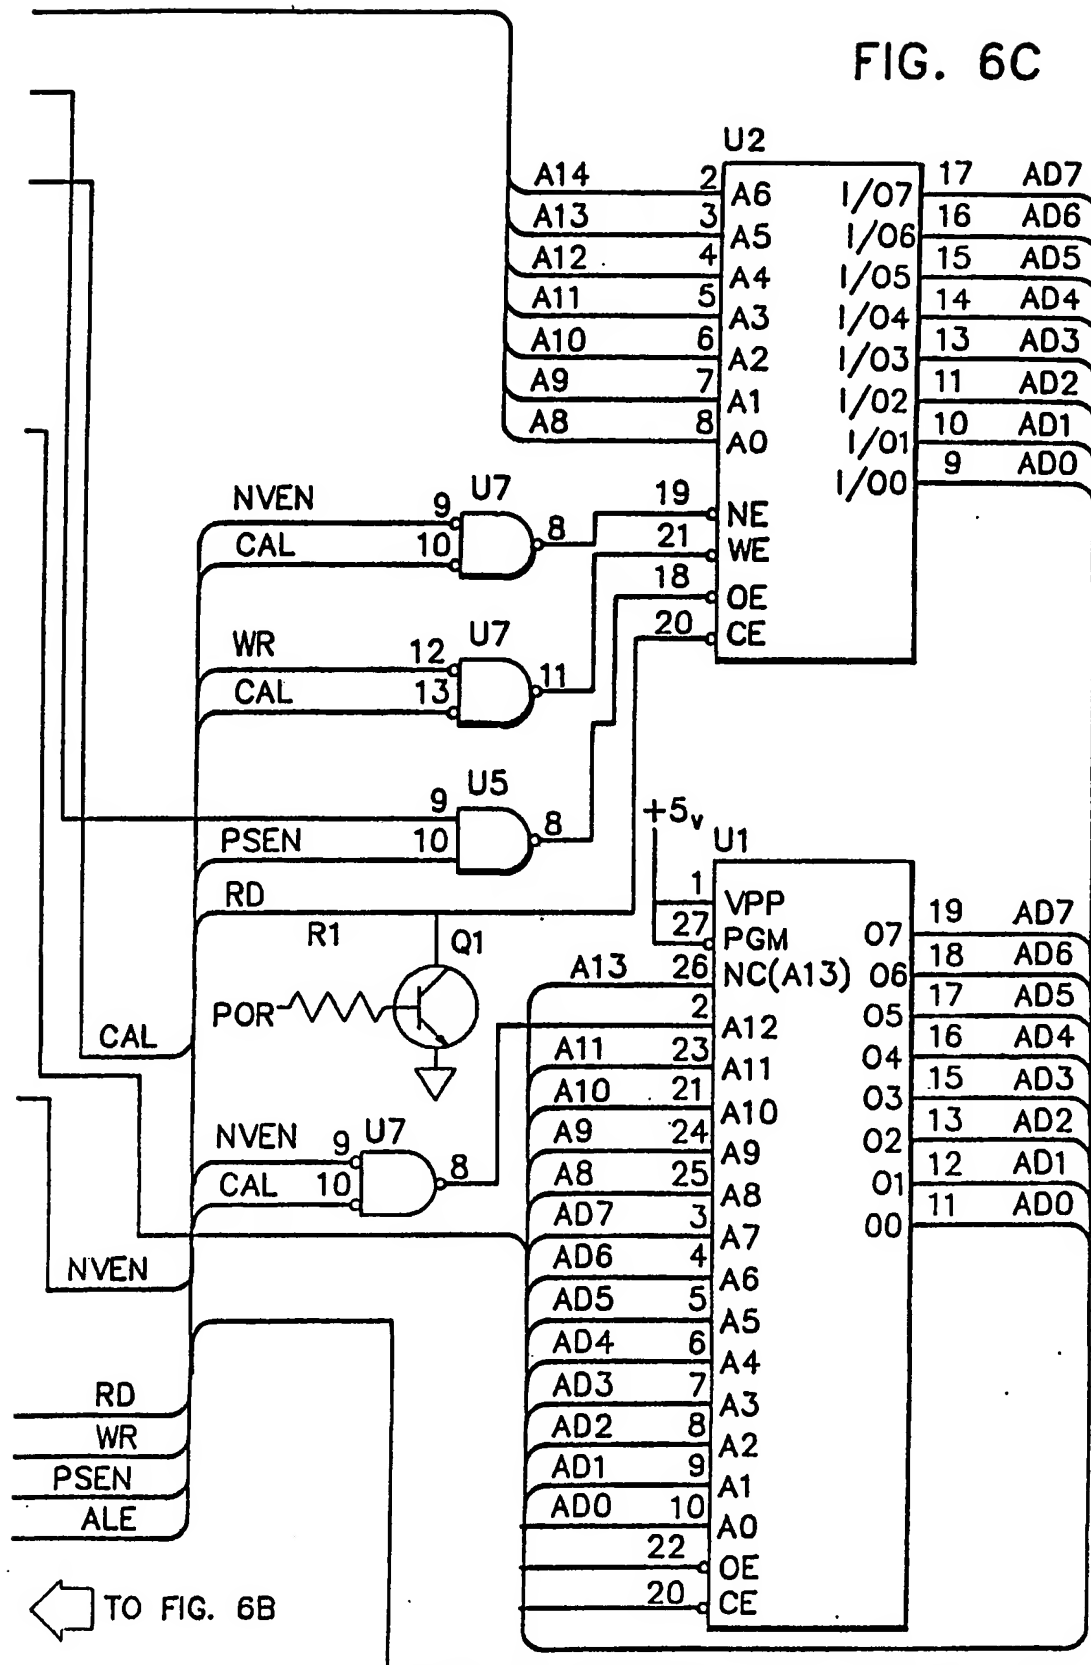 FIG. 6C
U2
A14 2 A6 I/O7 17 AD7
A13 3 A5 I/O6 16 AD6
A12 4 A4 I/O5 15 AD5
A11 5 A3 I/O4 14 AD4
A10 6 A2 I/O3 13 AD3
A9 7 A1 I/O2 11 AD2
A8 8 A0 I/O1 10 AD1
I/O0 9 AD0
NVEN 9 U7 8 19 NE
CAL 10 21 WE
18 OE
WR 12 U7 11 20 CE
CAL 13
U5
9 8
PSEN 10
RD
+5v
U1
1 VPP
27 PGM O7 19 AD7
R1 Q1
A13 26 NC(A13) O6 18 AD6
POR
2 A12 O5 17 AD5
CAL
A11 23 A11 O4 16 AD4
A10 21 A10 O3 15 AD3
NVEN 9 U7 8
CAL 10
A9 24 A9 O2 13 AD2
A8 25 A8 O1 12 AD1
AD7 3 A7 O0 11 AD0
AD6 4 A6
NVEN
AD5 5 A5
AD4 6 A4
AD3 7 A3
AD2 8 A2
AD1 9 A1
AD0 10 A0
22 OE
20 CE
RD
WR
PSEN
ALE
TO FIG. 6B